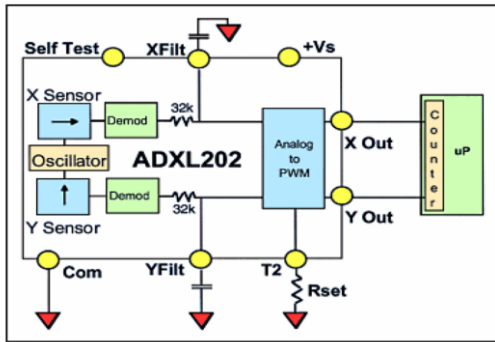 Self Test
XFilt
+Vs
X Sensor
32k
Demod
Oscillator
ADXL202
Analog
to
PWM
X Out
Counter
uP
Demod
32k
Y Sensor
Y Out
Com
YFilt
T2
Rset